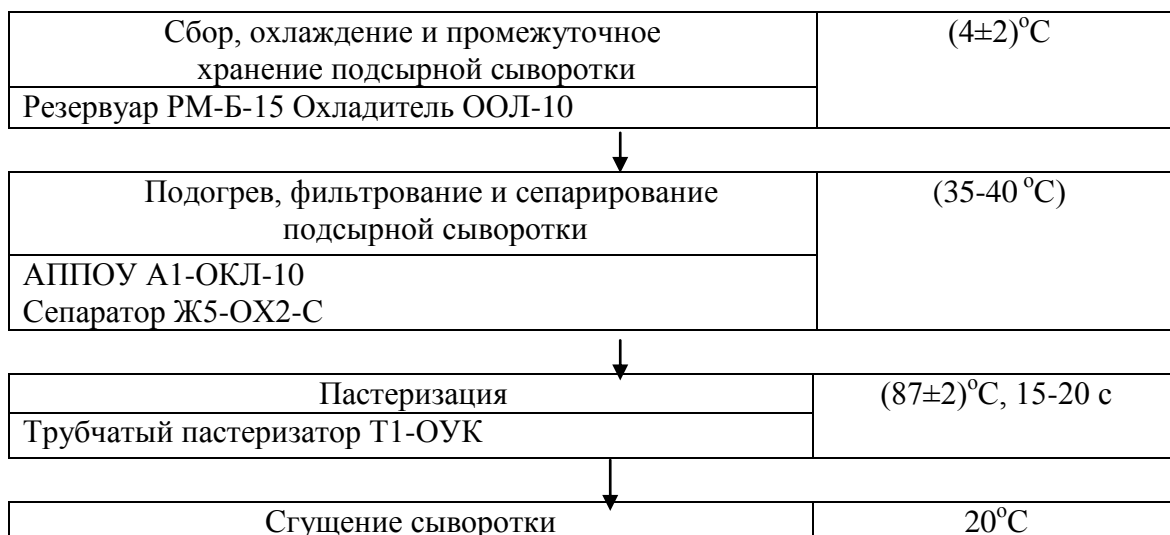 Сбор, охлаждение и промежуточное
хранение подсырной сыворотки
(4±2)°С
Резервуар РМ-Б-15 Охладитель ООЛ-10
Подогрев, фильтрование и сепарирование
подсырной сыворотки
(35-40 °С)
АППОУ А1-ОКЛ-10
Сепаратор Ж5-ОХ2-С
Пастеризация
(87±2)°С, 15-20 с
Трубчатый пастеризатор Т1-ОУК
Сгущение сыворотки
20°С